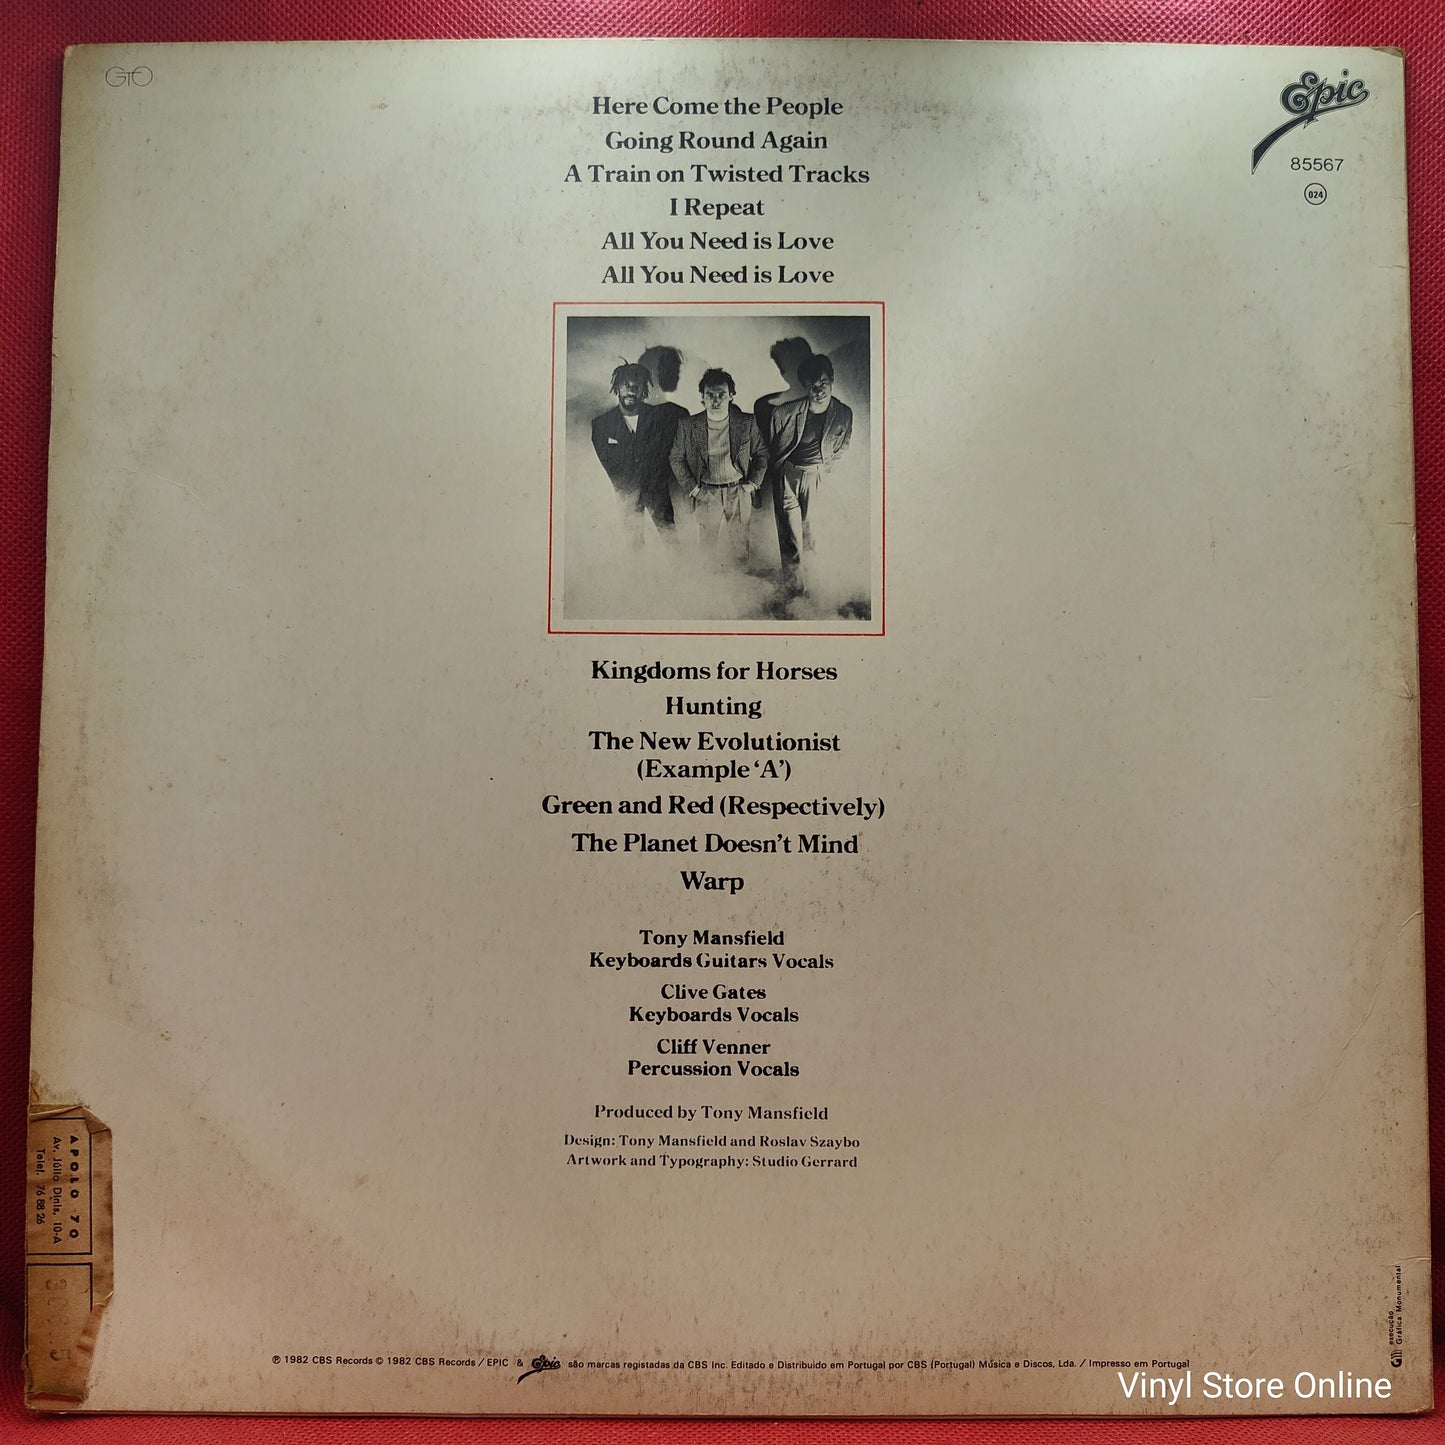 GTO
Epic
85567
024
Here Come the People
Going Round Again
A Train on Twisted Tracks
I Repeat
All You Need is Love
All You Need is Love
Kingdoms for Horses
Hunting
The New Evolutionist
(Example ‘A’)
Green and Red (Respectively)
The Planet Doesn’t Mind
Warp
Tony Mansfield
Keyboards Guitars Vocals
Clive Gates
Keyboards Vocals
Cliff Venner
Percussion Vocals
Produced by Tony Mansfield
Design: Tony Mansfield and Roslav Szaybo
Artwork and Typography: Studio Gerrard
APOLO 70
Av. Júlio Dinis, 10-A
Telef. 76 88 26
execução
Gráfica Monumental
℗ 1982 CBS Records © 1982 CBS Records / EPIC & Epic são marcas registadas da CBS Inc. Editado e Distribuido em Portugal por CBS (Portugal) Música e Discos, Lda. / Impresso em Portugal
Vinyl Store Online